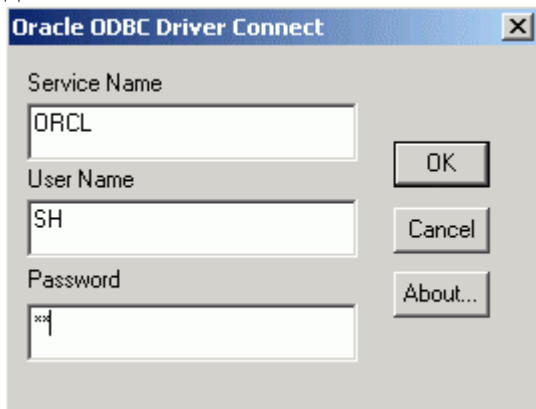 Oracle ODBC Driver Connect
Service Name
ORCL
OK
User Name
SH
Cancel
Password
About...
**